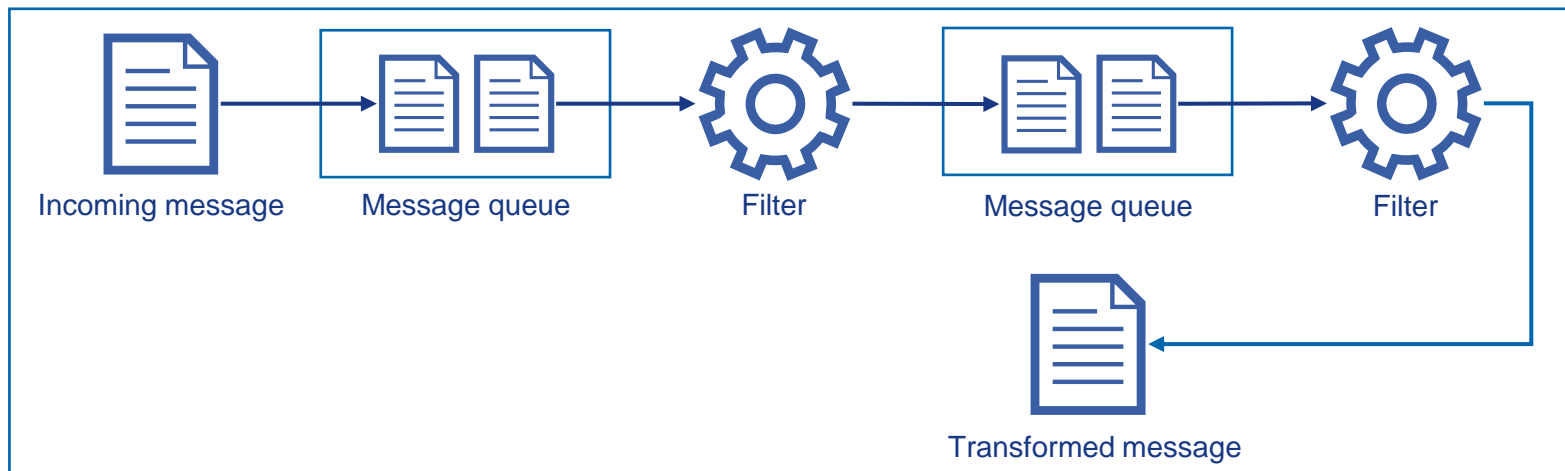 Incoming message
Message queue
Filter
Message queue
Filter
Transformed message